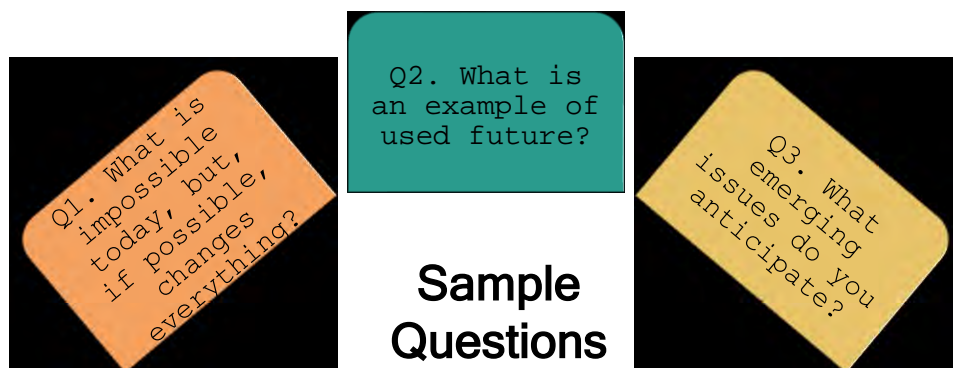 Q1. What is
impossible
today, but,
if possible,
changes
everything?
Q2. What is
an example of
used future?
Q3. What
emerging
issues do you
anticipate?
Sample
Questions